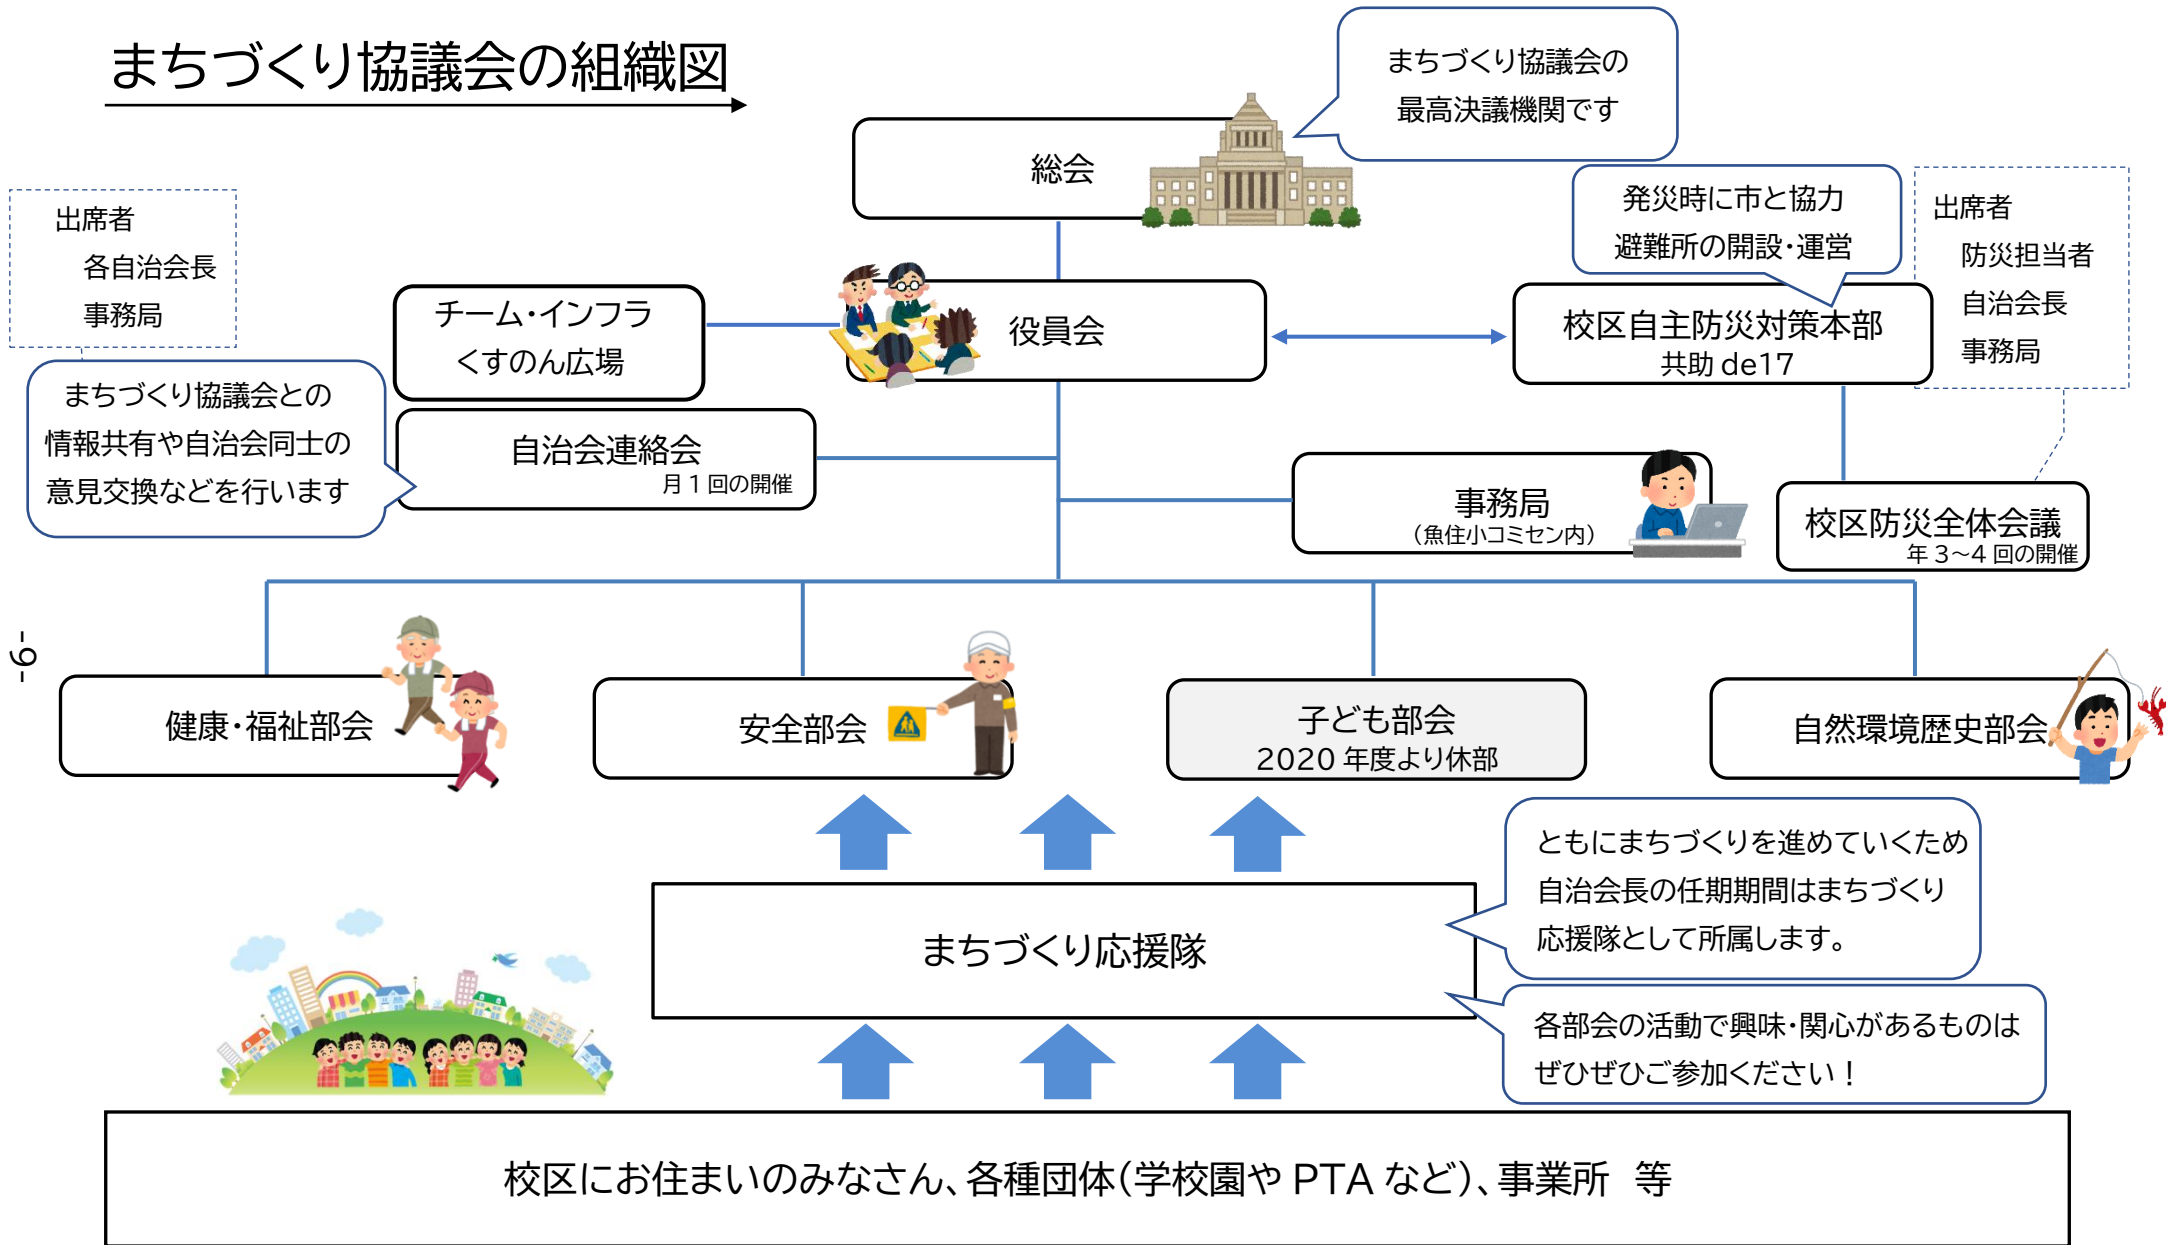 まちづくり協議会の組織図
まちづくり協議会の
最高決議機関です
総会
発災時に市と協力
避難所の開設・運営
出席者
各自治会長
事務局
出席者
防災担当者
自治会長
事務局
チーム・インフラ
くすのん広場
役員会
校区自主防災対策本部
共助 de17
まちづくり協議会との
情報共有や自治会同士の
意見交換などを行います
自治会連絡会
月1回の開催
事務局
(魚住小コミセン内)
校区防災全体会議
年3~4回の開催
-9-
健康・福祉部会
安全部会
子ども部会
2020年度より休部
自然環境歴史部会
ともにまちづくりを進めていくため
自治会長の任期期間はまちづくり
応援隊として所属します。
まちづくり応援隊
各部会の活動で興味・関心があるものは
ぜひぜひご参加ください!
校区にお住まいのみなさん、各種団体(学校園や PTA など)、事業所 等